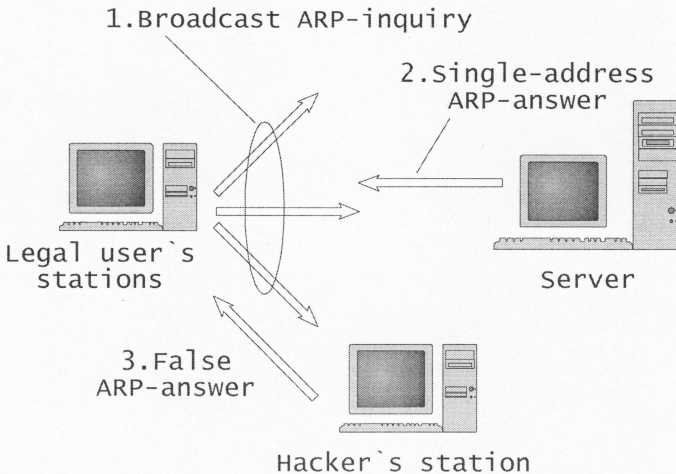 1.Broadcast ARP-inquiry
2.Single-address
ARP-answer
Legal user`s
stations
Server
3.False
ARP-answer
Hacker`s station